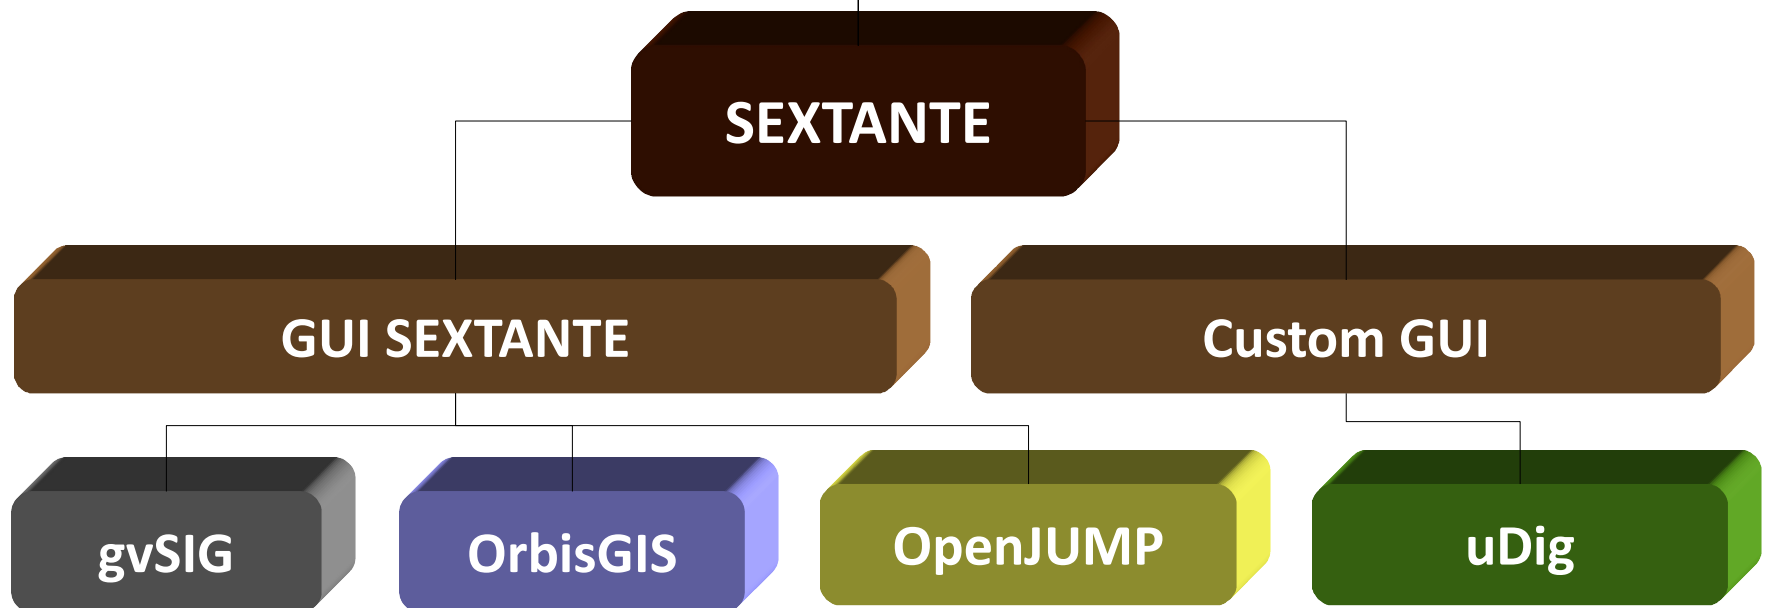 SEXTANTE
GUI SEXTANTE
Custom GUI
gvSIG
OrbisGIS
OpenJUMP
uDig